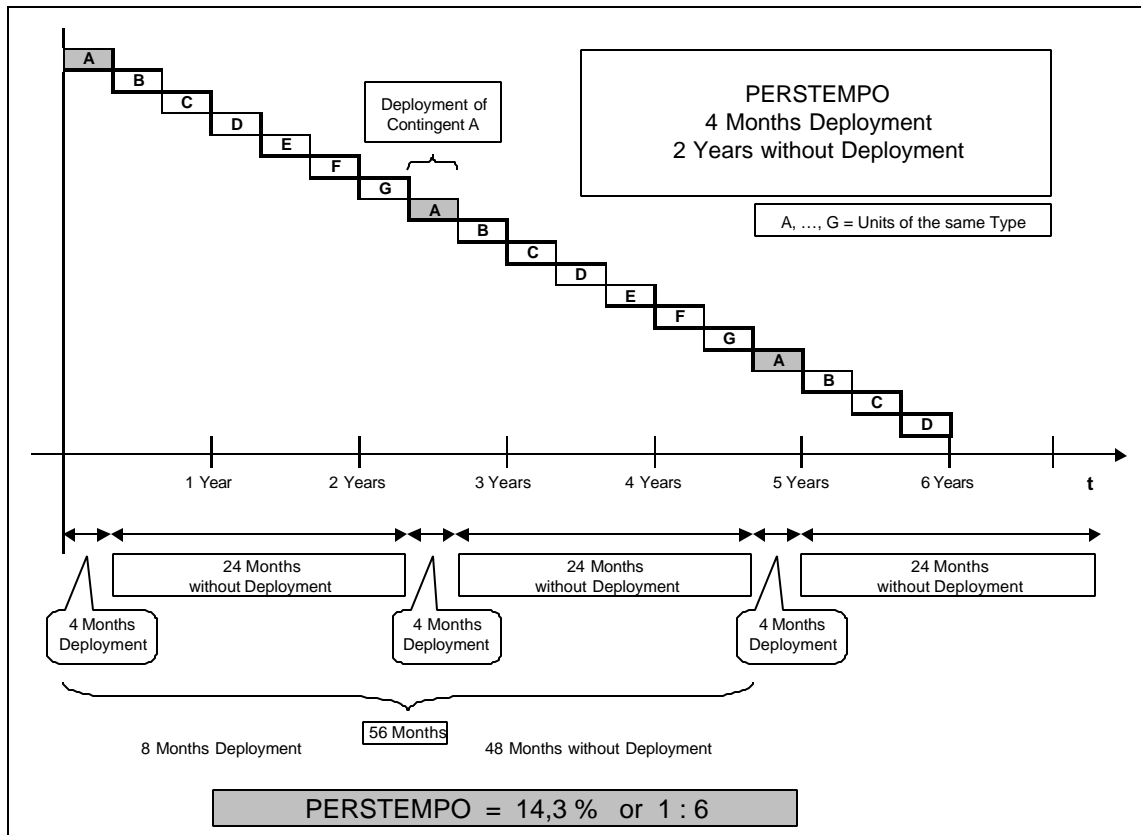 A
B
C
D
E
F
G
A
B
C
D
E
F
G
A
B
C
D
Deployment of
Contingent A
PERSTEMPO
4 Months Deployment
2 Years without Deployment
A, …, G = Units of the same Type
1 Year
2 Years
3 Years
4 Years
5 Years
6 Years
t
24 Months
without Deployment
24 Months
without Deployment
24 Months
without Deployment
4 Months
Deployment
4 Months
Deployment
4 Months
Deployment
56 Months
8 Months Deployment
48 Months without Deployment
PERSTEMPO = 14,3 % or 1 : 6